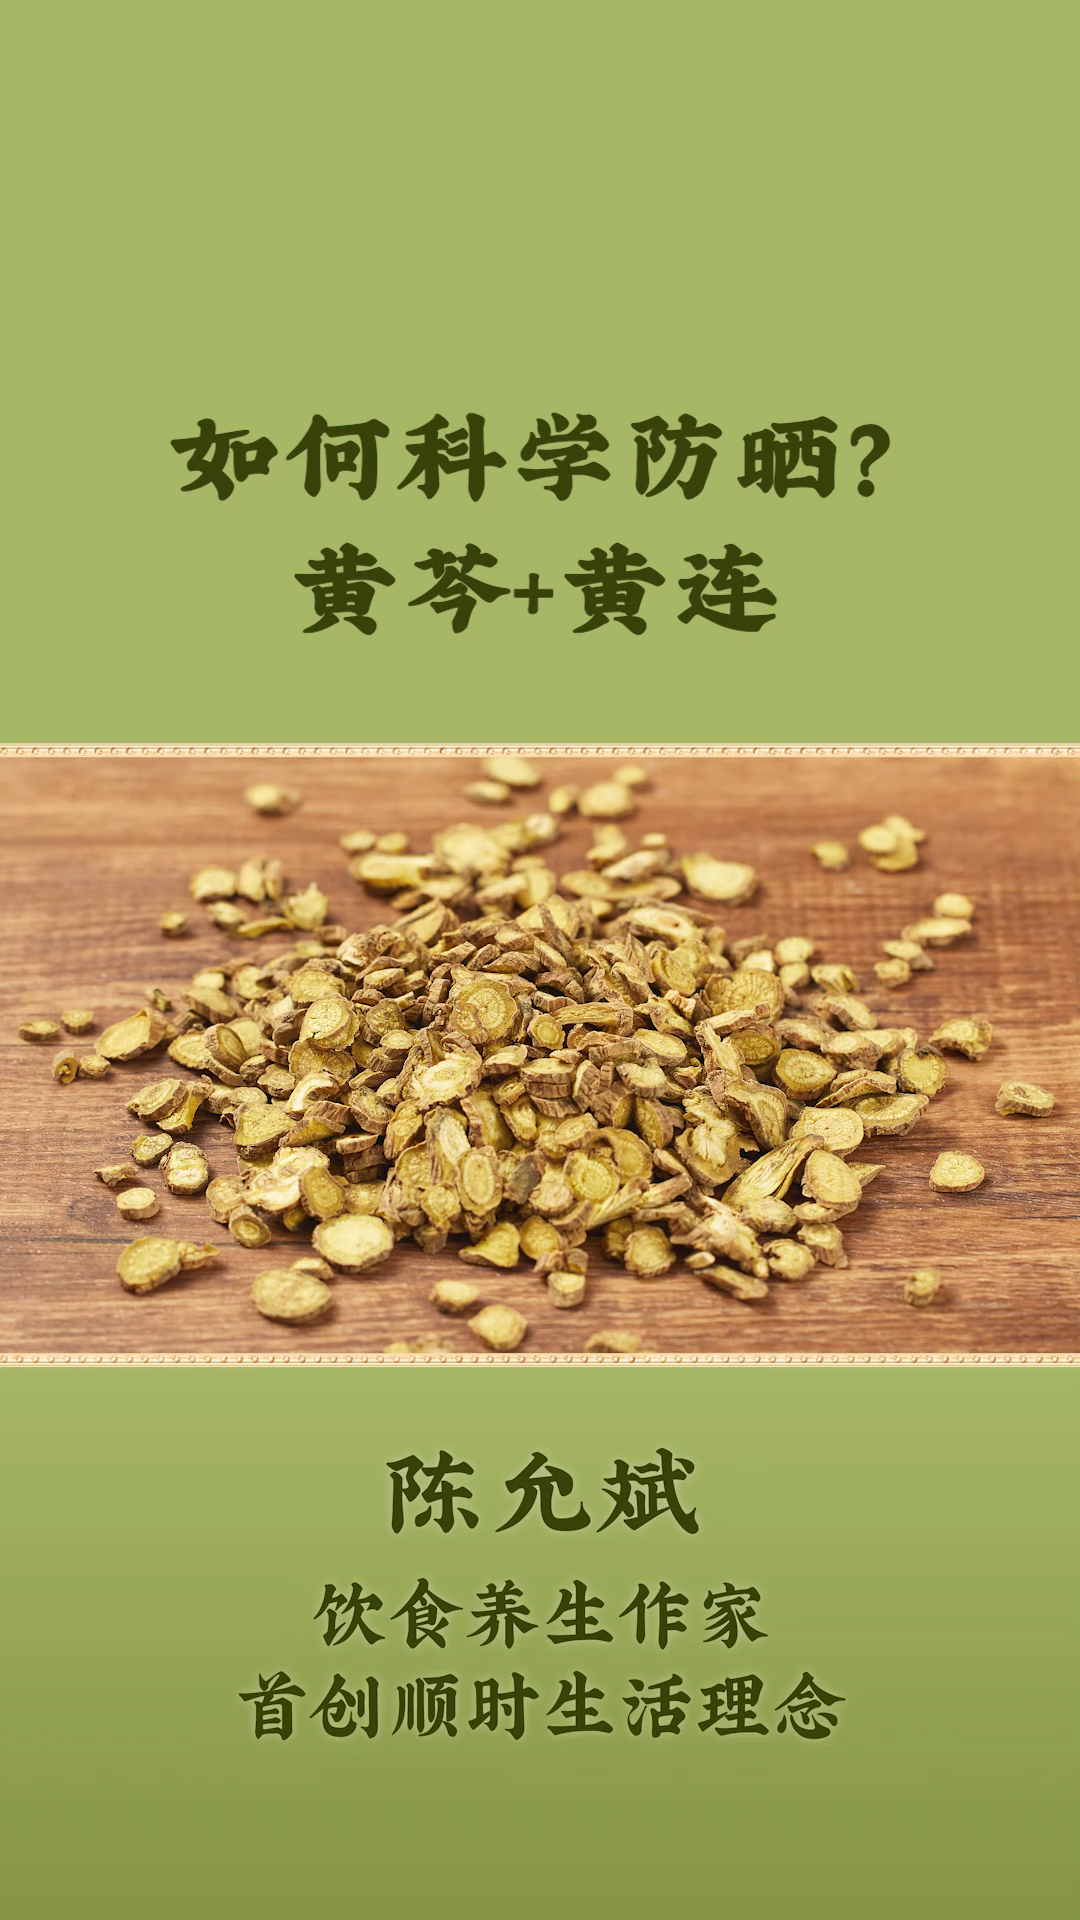 如何科学防晒?
黄芩+黄连
陈允斌
饮食养生作家
首创顺时生活理念